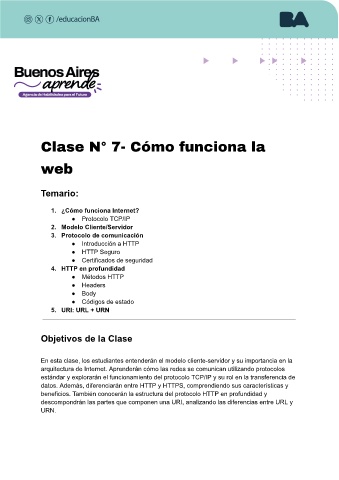 /educacionBA
BA
Buenos Aires
aprende
Agencia de Habilidades para el Futuro
Clase N° 7- Cómo funciona la
web
Temario:
1. ¿Cómo funciona Internet?
● Protocolo TCP/IP
2. Modelo Cliente/Servidor
3. Protocolo de comunicación
● Introducción a HTTP
● HTTP Seguro
● Certificados de seguridad
4. HTTP en profundidad
● Métodos HTTP
● Headers
● Body
● Códigos de estado
5. URI: URL + URN
Objetivos de la Clase
En esta clase, los estudiantes entenderán el modelo cliente-servidor y su importancia en la
arquitectura de Internet. Aprenderán cómo las redes se comunican utilizando protocolos
estándar y explorarán el funcionamiento del protocolo TCP/IP y su rol en la transferencia de
datos. Además, diferenciarán entre HTTP y HTTPS, comprendiendo sus características y
beneficios. También conocerán la estructura del protocolo HTTP en profundidad y
descompondrán las partes que componen una URI, analizando las diferencias entre URL y
URN.